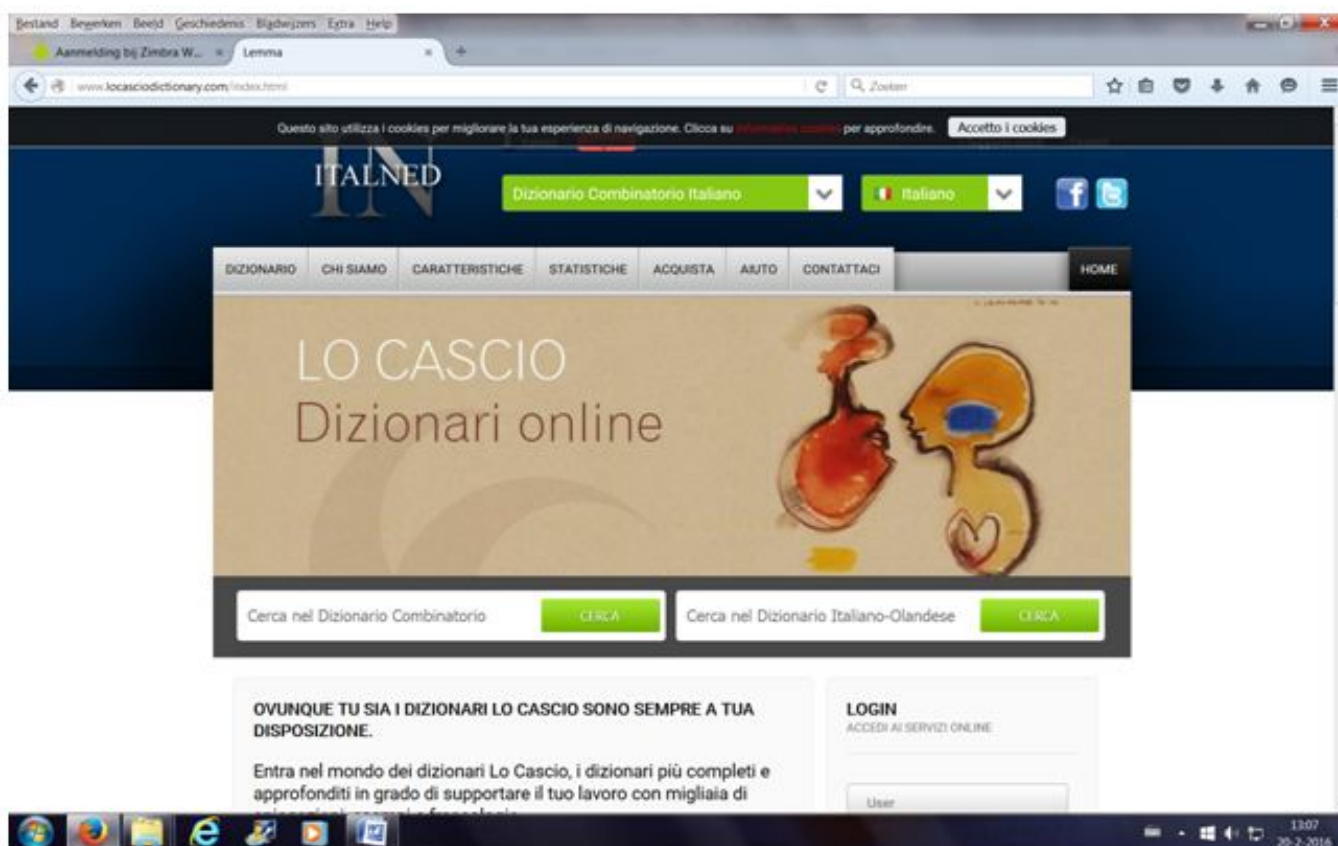 Bestand Bewerken Beeld Geschiedenis Bladwijzers Extra Help
Aanmelding bij Zimbra W... Lemma
www.locasciodictionary.com/index.html Zoeken
Questo sito utilizza i cookies per migliorare la tua esperienza di navigazione. Clicca su informativa cookies per approfondire. Accetto i cookies
IN
ITALNED
Dizionario Combinatorio Italiano Italiano
DIZIONARIO CHI SIAMO CARATTERISTICHE STATISTICHE ACQUISTA AIUTO CONTATTACI HOME
LO CASCIO
Dizionari online
Cerca nel Dizionario Combinatorio CERCA Cerca nel Dizionario Italiano-Olandese CERCA
OVUNQUE TU SIA I DIZIONARI LO CASCIO SONO SEMPRE A TUA
DISPOSIZIONE.
Entra nel mondo dei dizionari Lo Cascio, i dizionari più completi e
approfonditi in grado di supportare il tuo lavoro con migliaia di
LOGIN
ACCEDI AI SERVIZI ONLINE
User
13:07
20-2-2016